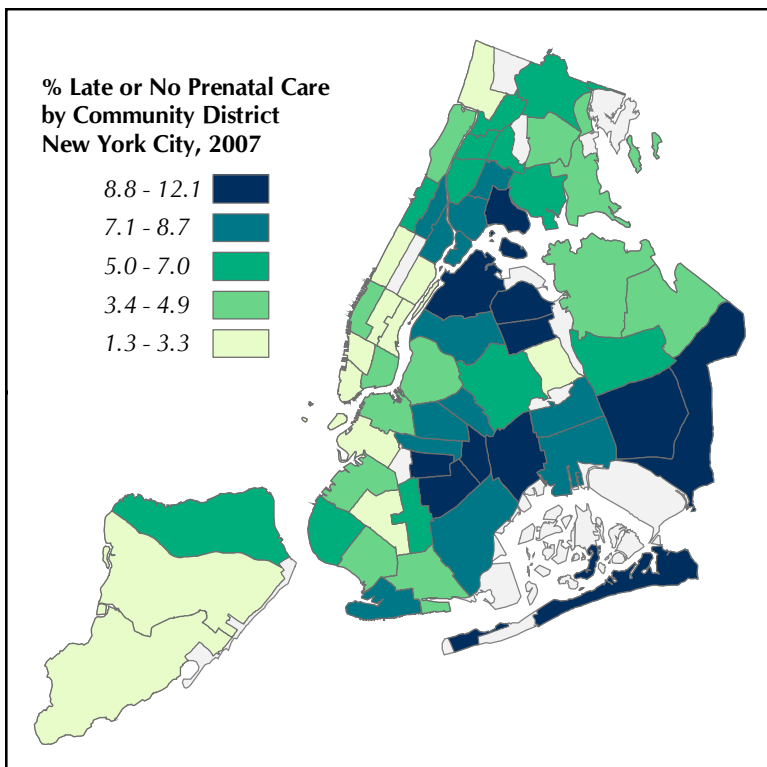 % Late or No Prenatal Care
by Community District
New York City, 2007
8.8 - 12.1
7.1 - 8.7
5.0 - 7.0
3.4 - 4.9
1.3 - 3.3